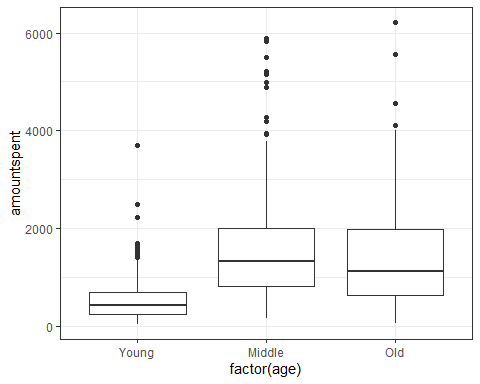 6000
4000
2000
0
amountspent
Young Middle Old
factor(age)